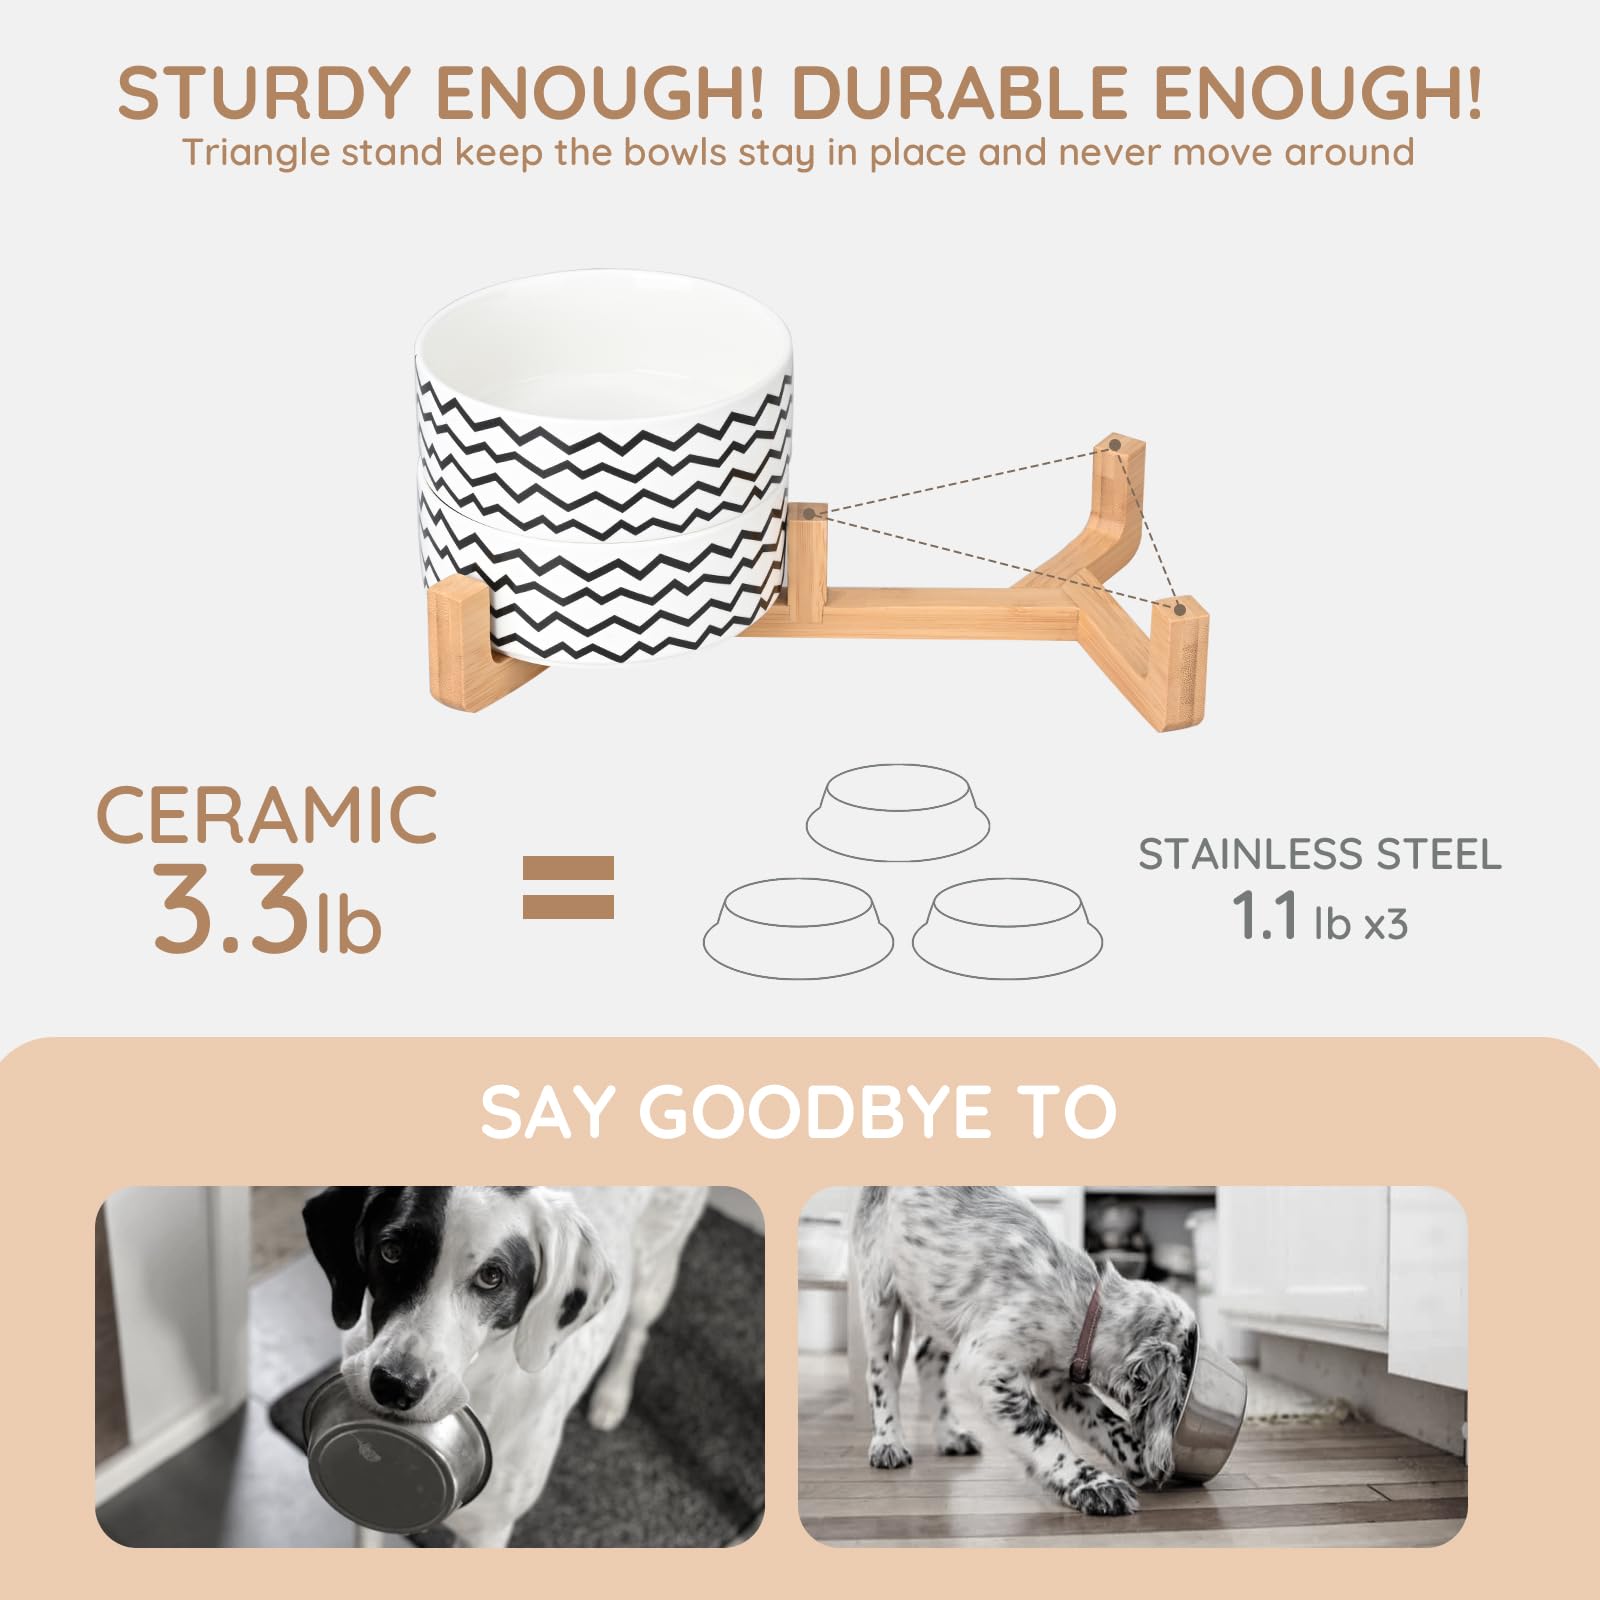 STURDY ENOUGH! DURABLE ENOUGH!
Triangle stand keep the bowls stay in place and never move around
CERAMIC
3.3lb
=
STAINLESS STEEL
1.1 lb x3
SAY GOODBYE TO